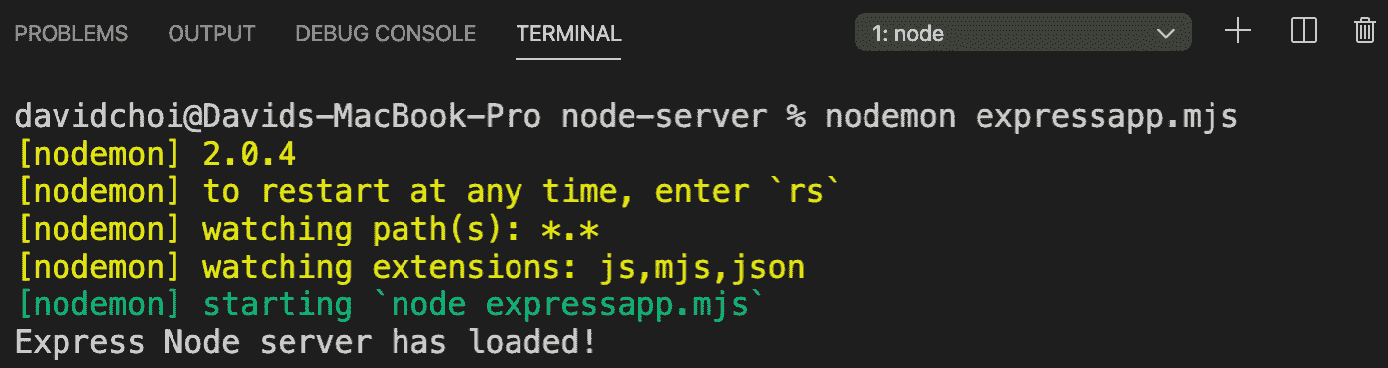 PROBLEMS OUTPUT DEBUG CONSOLE TERMINAL 1: node
davidchoi@Davids-MacBook-Pro node-server % nodemon expressapp.mjs
[nodemon] 2.0.4
[nodemon] to restart at any time, enter `rs`
[nodemon] watching path(s): *.*
[nodemon] watching extensions: js,mjs,json
[nodemon] starting `node expressapp.mjs`
Express Node server has loaded!